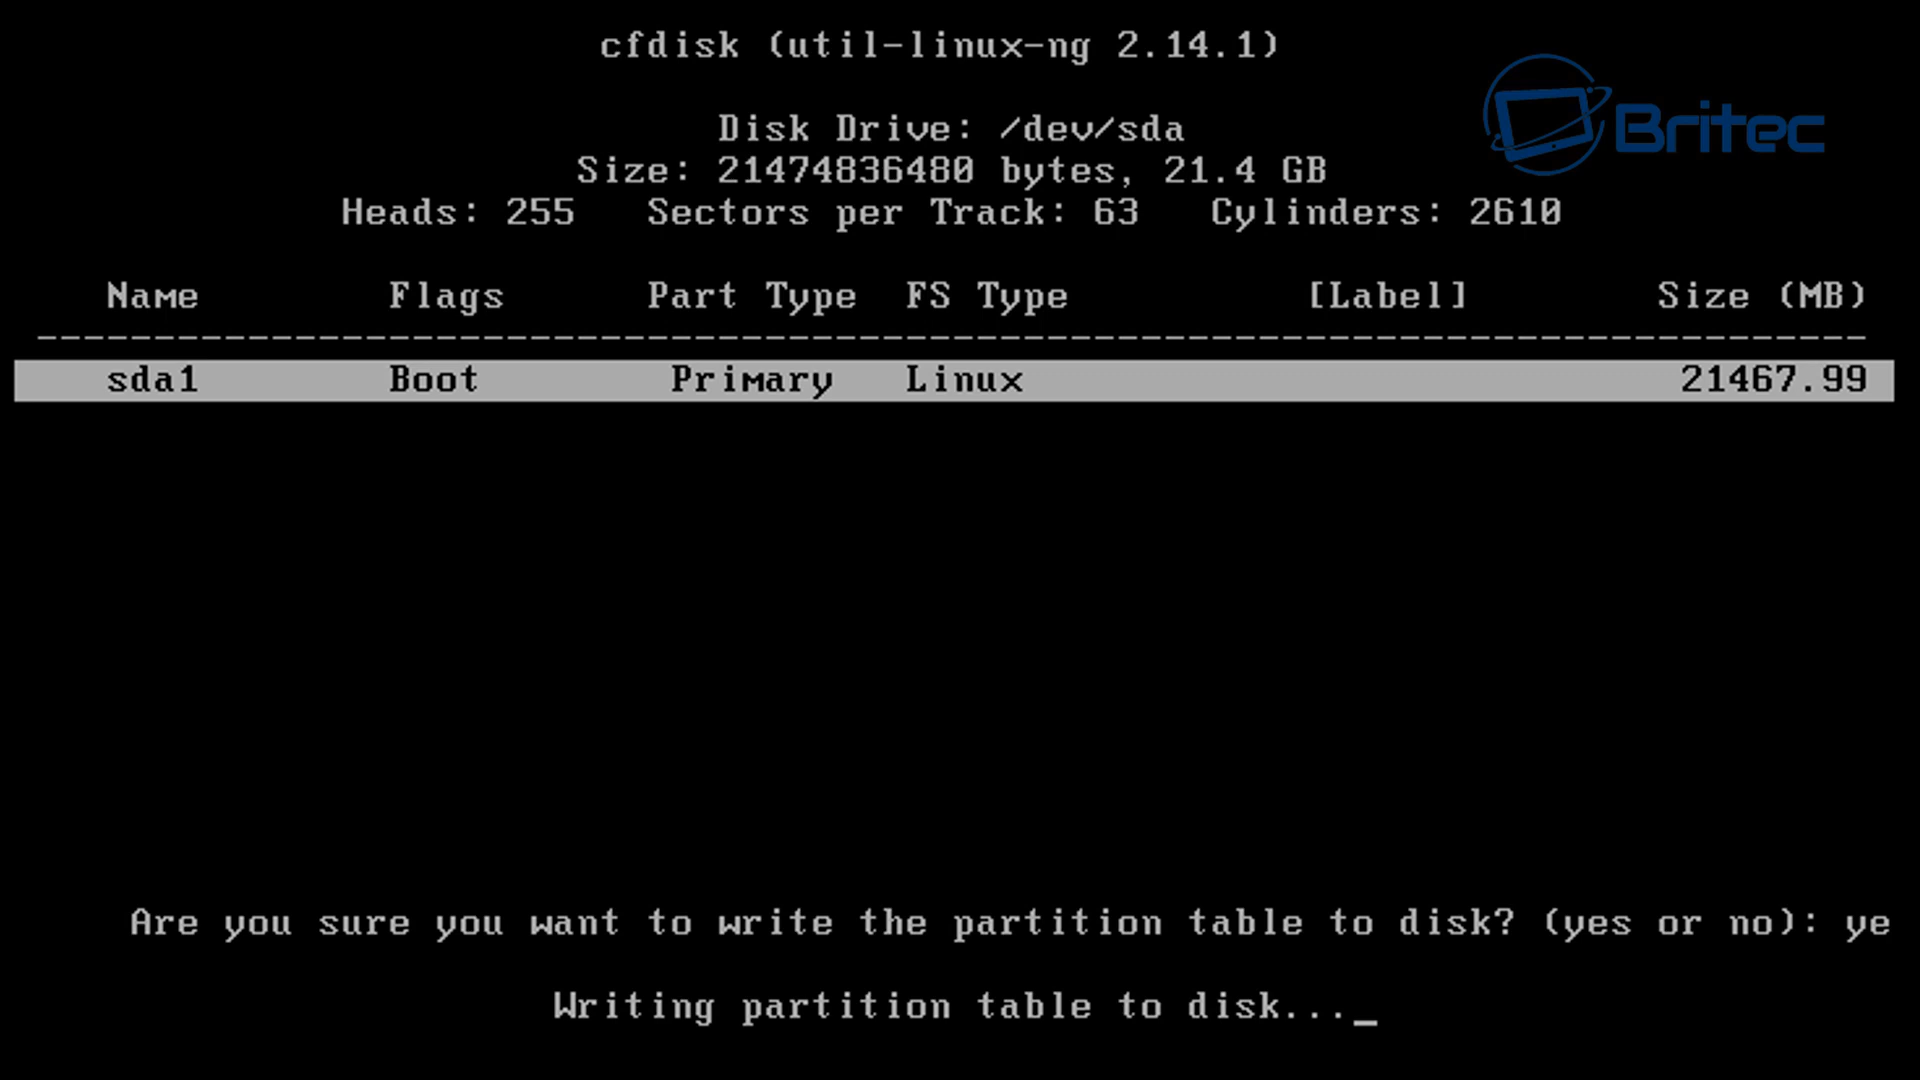 cfdisk (util-linux-ng 2.14.1)
Britec
Disk Drive: /dev/sda
Size: 21474836480 bytes, 21.4 GB
Heads: 255   Sectors per Track: 63   Cylinders: 2610
Name   Flags   Part Type   FS Type   [Label]   Size (MB)
------------------------------------------------------------------------------
sda1   Boot   Primary   Linux   21467.99
Are you sure you want to write the partition table to disk? (yes or no): ye
Writing partition table to disk..._